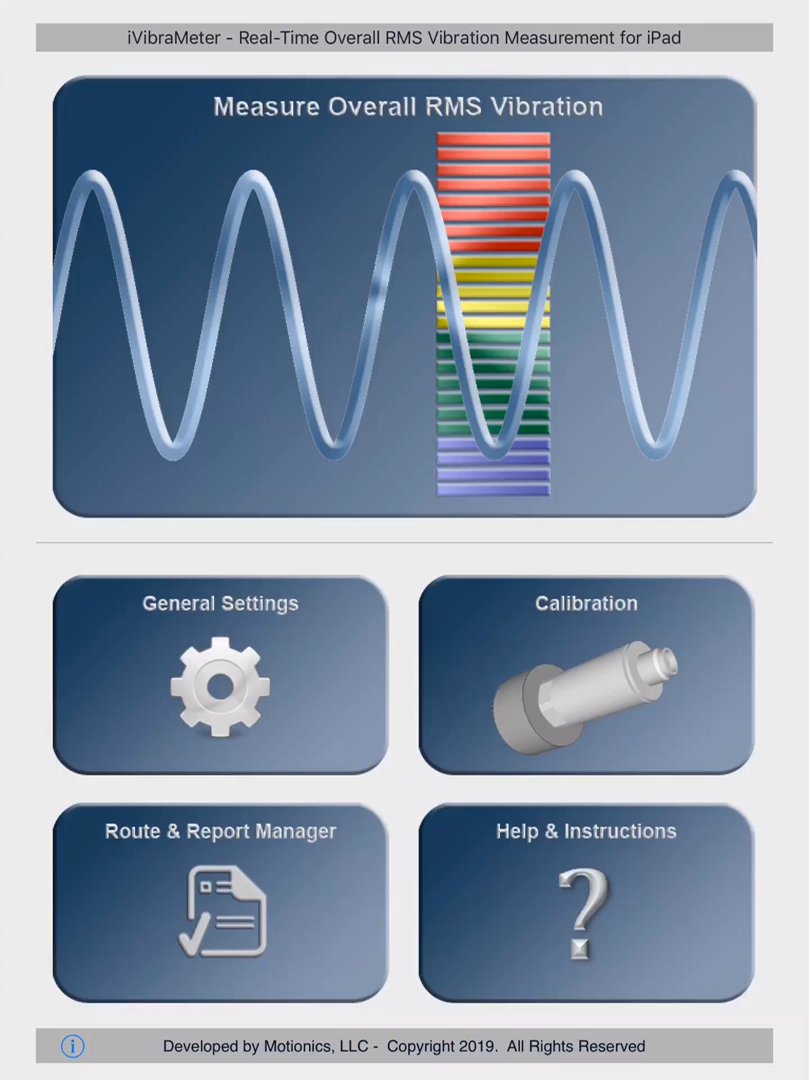 iVibraMeter - Real-Time Overall RMS Vibration Measurement for iPad
Measure Overall RMS Vibration
General Settings
Calibration
Route & Report Manager
Help & Instructions
Developed by Motionics, LLC -  Copyright 2019.  All Rights Reserved